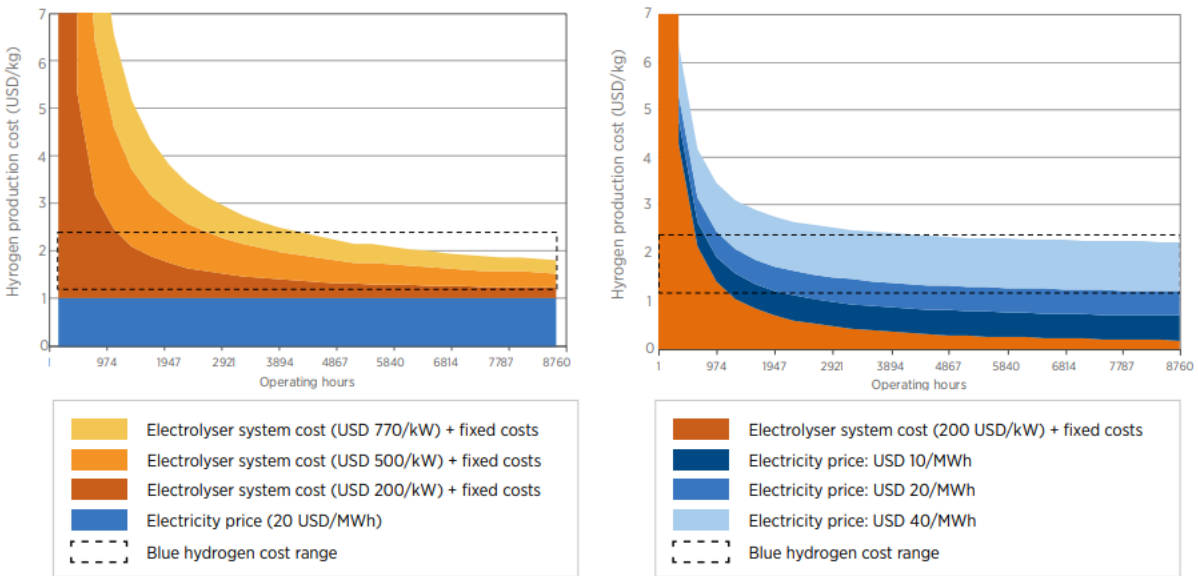 Hyrogen production cost (USD/kg)
7
6
5
4
3
2
1
0
1
974
1947
2921
3894
4867
5840
6814
7787
8760
Operating hours
Electrolyser system cost (USD 770/kW) + fixed costs
Electrolyser system cost (USD 500/kW) + fixed costs
Electrolyser system cost (USD 200/kW) + fixed costs
Electricity price (20 USD/MWh)
Blue hydrogen cost range
Hydrogen production cost (USD/kg)
7
6
5
4
3
2
1
0
1
974
1947
2921
3894
4867
5840
6814
7787
8760
Operating hours
Electrolyser system cost (200 USD/kW) + fixed costs
Electricity price: USD 10/MWh
Electricity price: USD 20/MWh
Electricity price: USD 40/MWh
Blue hydrogen cost range